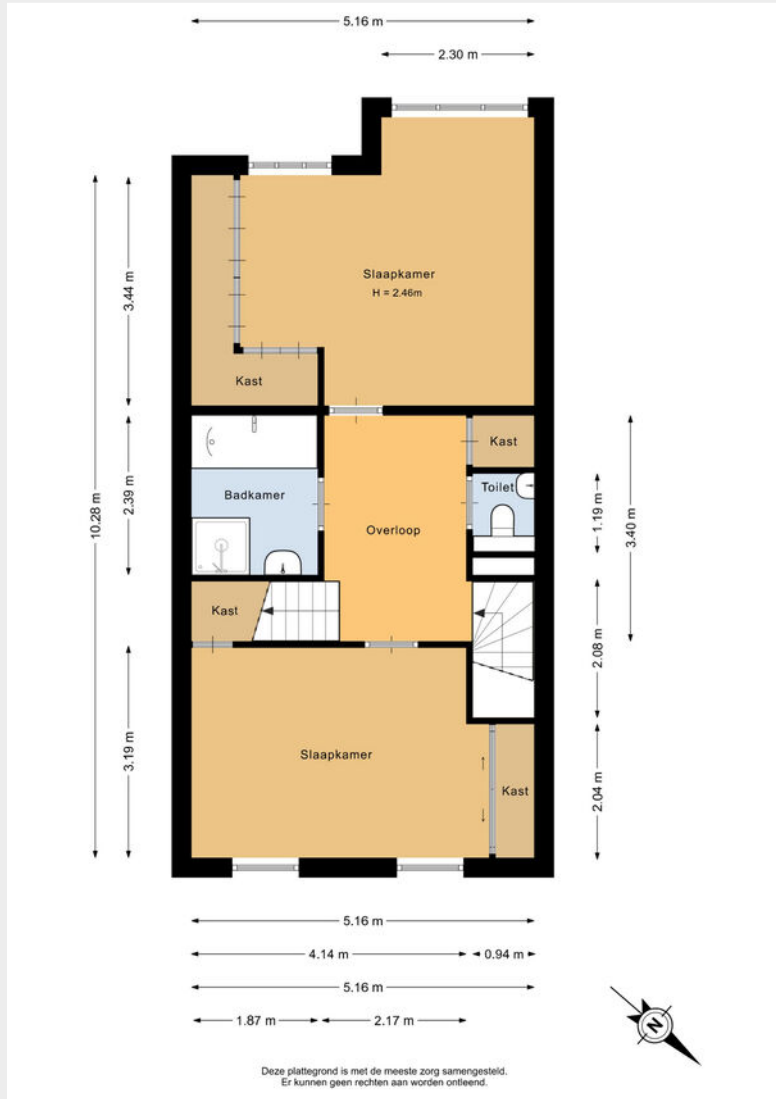 5.16 m
2.30 m
Slaapkamer
H = 2.46m
3.44 m
Kast
10.28 m
2.39 m
Badkamer
Overloop
Kast
Toilet
1.19 m
3.40 m
Kast
2.08 m
3.19 m
Slaapkamer
Kast
2.04 m
5.16 m
4.14 m
0.94 m
5.16 m
1.87 m
2.17 m
N
Deze plattegrond is met de meeste zorg samengesteld.
Er kunnen geen rechten aan worden ontleend.